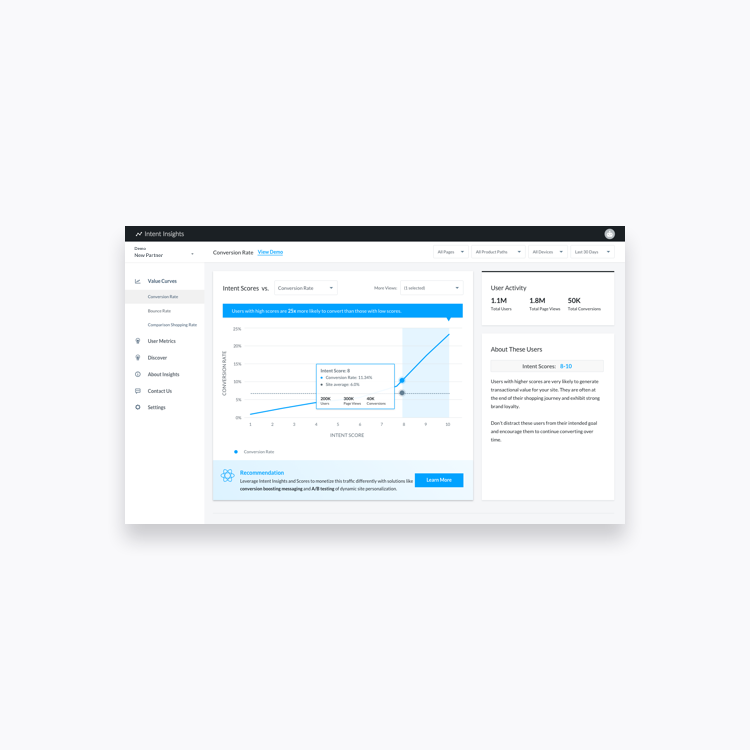 Intent Insights
Demo
New Partner
Conversion Rate View Demo
All Pages
All Product Paths
All Devices
Last 30 Days
Value Curves
Conversion Rate
Bounce Rate
Comparison Shopping Rate
User Metrics
Discover
About Insights
Contact Us
Settings
Intent Scores vs. Conversion Rate
More Views (1 selected)
Users with high scores are 25x more likely to convert than those with low scores.
CONVERSION RATE
25%
20%
15%
10%
5%
0%
Intent Score: 8
Conversion Rate: 11.24%
Site average: 6.0%
200K 300K 40K
Users Page Views Conversions
1 2 3 4 5 6 7 8 9 10
INTENT SCORE
Conversion Rate
Recommendation
Leverage Intent Insights and Scores to monetize this traffic differently with solutions like
conversion boosting messaging and A/B testing of dynamic site personalization.
Learn More
User Activity
1.1M 1.8M 50K
Total Users Total Page Views Total Conversions
About These Users
Intent Scores: 8-10
Users with higher scores are very likely to generate
transactional value for your site. They are often at
the end of their shopping journey and exhibit strong
brand loyalty.
Don't distract these users from their intended goal
and encourage them to continue converting over
time.